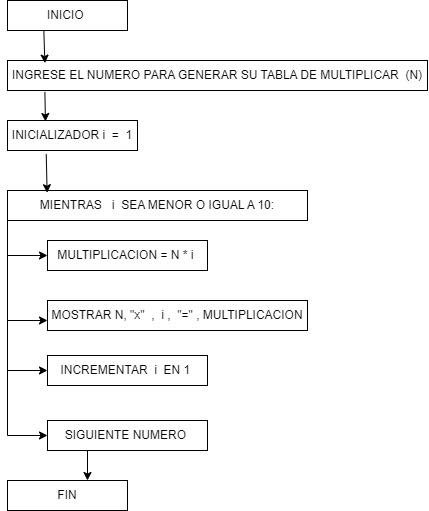 INICIO
INGRESE EL NUMERO PARA GENERAR SU TABLA DE MULTIPLICAR (N)
INICIALIZADOR i = 1
MIENTRAS i SEA MENOR O IGUAL A 10:
MULTIPLICACION = N * i
MOSTRAR N, "x" , i , "=" , MULTIPLICACION
INCREMENTAR i EN 1
SIGUIENTE NUMERO
FIN